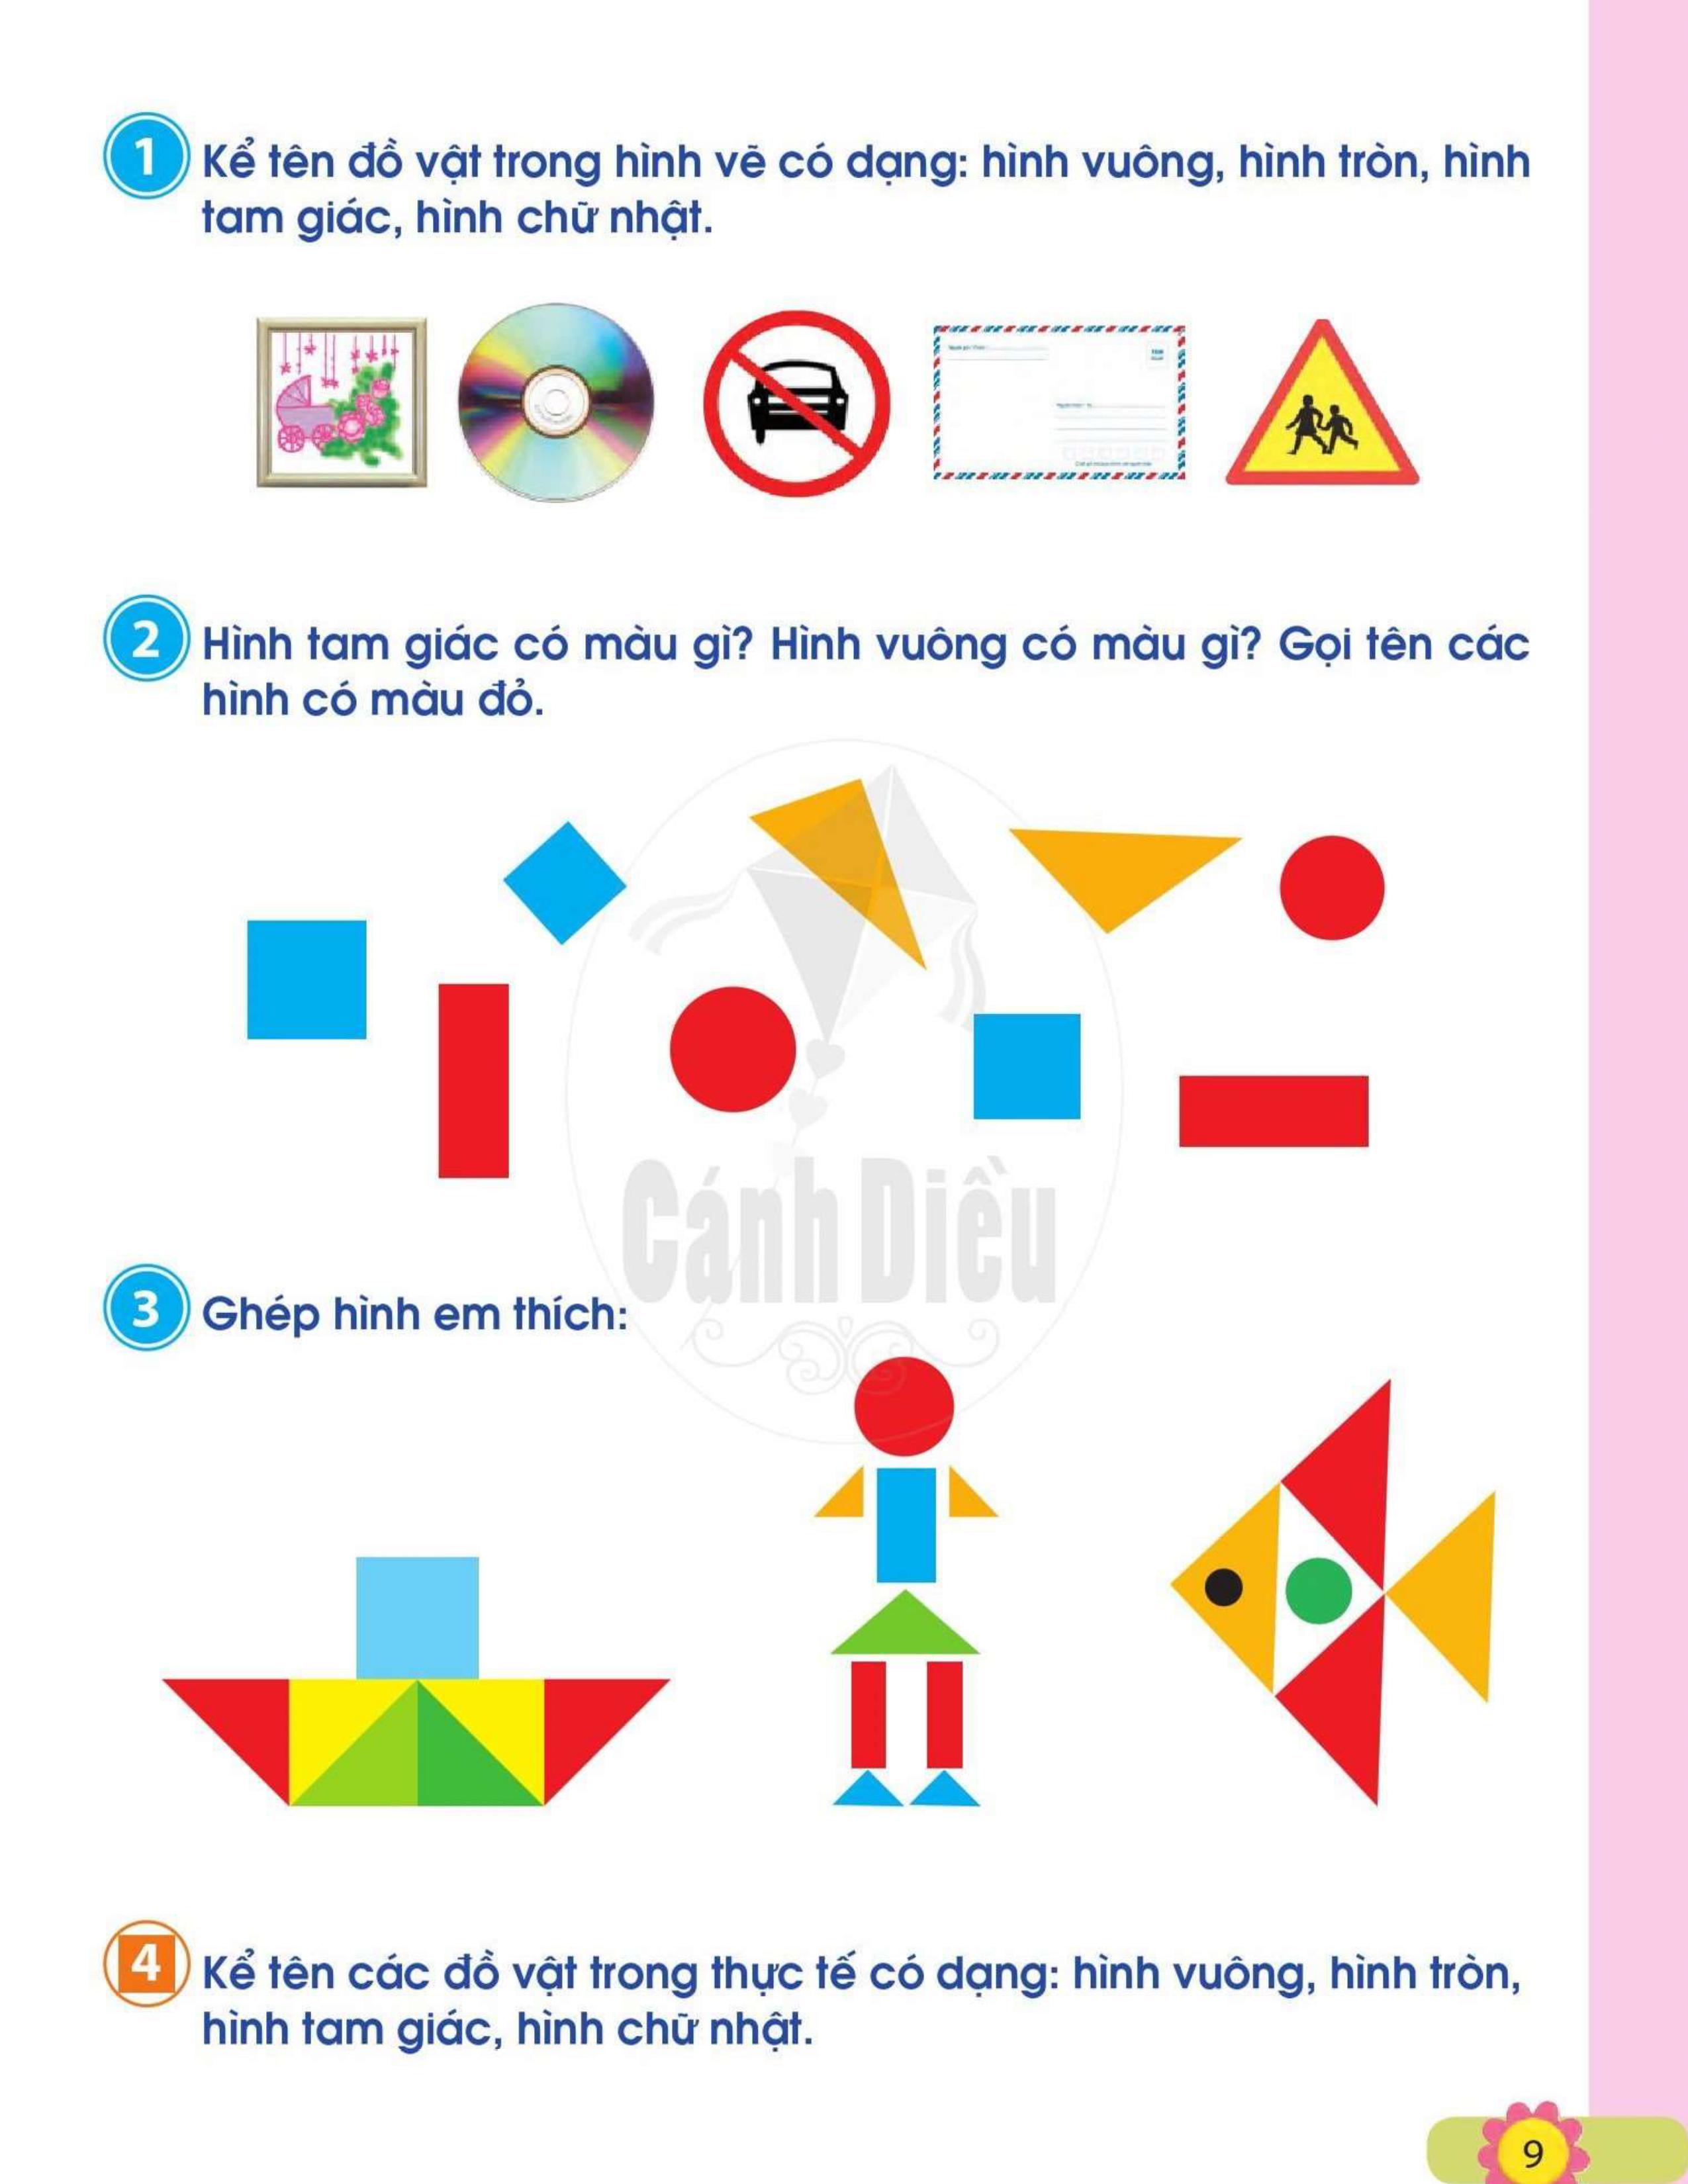 1
Kể tên đồ vật trong hình vẽ có dạng: hình vuông, hình tròn, hình
tam giác, hình chữ nhật.
2
Hình tam giác có màu gì? Hình vuông có màu gì? Gọi tên các
hình có màu đỏ.
Cánh Diều
3
Ghép hình em thích:
4
Kể tên các đồ vật trong thực tế có dạng: hình vuông, hình tròn,
hình tam giác, hình chữ nhật.
9